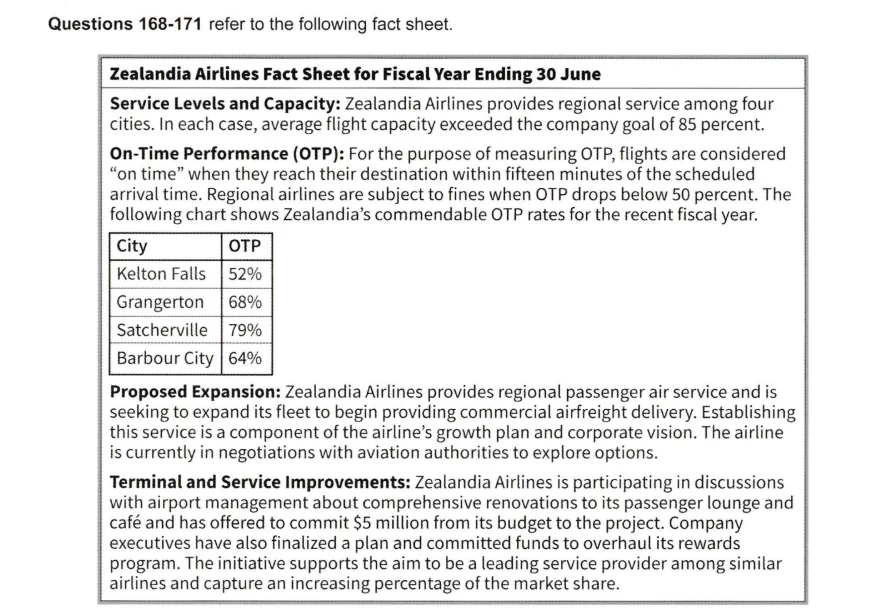 Questions 168-171 refer to the following fact sheet.
Zealandia Airlines Fact Sheet for Fiscal Year Ending 30 June
Service Levels and Capacity: Zealandia Airlines provides regional service among four
cities. In each case, average flight capacity exceeded the company goal of 85 percent.
On-Time Performance (OTP): For the purpose of measuring OTP, flights are considered
“on time” when they reach their destination within fifteen minutes of the scheduled
arrival time. Regional airlines are subject to fines when OTP drops below 50 percent. The
following chart shows Zealandia’s commendable OTP rates for the recent fiscal year.
City OTP
Kelton Falls 52%
Grangerton 68%
Satcherville 79%
Barbour City 64%
Proposed Expansion: Zealandia Airlines provides regional passenger air service and is
seeking to expand its fleet to begin providing commercial airfreight delivery. Establishing
this service is a component of the airline’s growth plan and corporate vision. The airline
is currently in negotiations with aviation authorities to explore options.
Terminal and Service Improvements: Zealandia Airlines is participating in discussions
with airport management about comprehensive renovations to its passenger lounge and
café and has offered to commit $5 million from its budget to the project. Company
executives have also finalized a plan and committed funds to overhaul its rewards
program. The initiative supports the aim to be a leading service provider among similar
airlines and capture an increasing percentage of the market share.